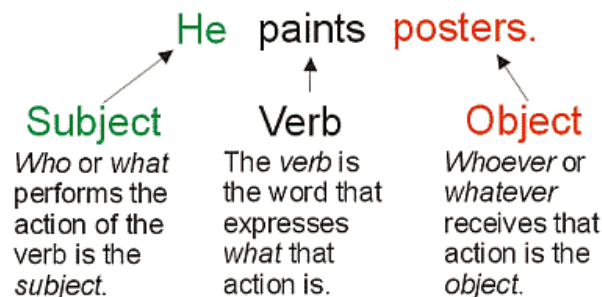 He paints posters.
Subject
Who or what
performs the
action of the
verb is the
subject.
Verb
The verb is
the word that
expresses
what that
action is.
Object
Whoever or
whatever
receives that
action is the
object.